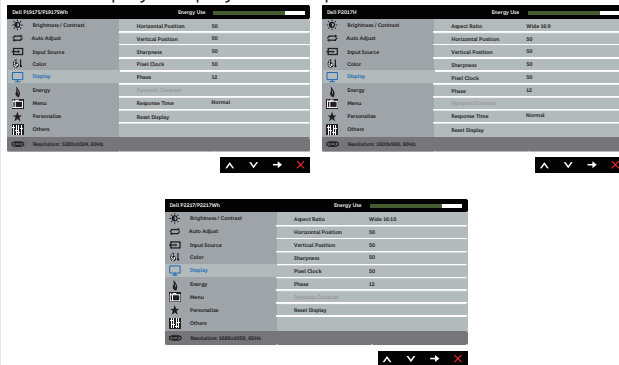 Dell P1917S/P1917SWh Energy Use
Brightness / Contrast Horizontal Position 50
Auto Adjust Vertical Position 50
Input Source Sharpness 50
Color Pixel Clock 50
Display Phase 12
Energy Dynamic Contrast
Menu Response Time Normal
Personalize Reset Display
Others
Resolution: 1280x1024, 60Hz
Dell P2017H Energy Use
Brightness / Contrast Aspect Ratio Wide 16:9
Auto Adjust Horizontal Position 50
Input Source Vertical Position 50
Color Sharpness 50
Display Pixel Clock 50
Energy Phase 12
Menu Dynamic Contrast
Personalize Response Time Normal
Others Reset Display
Resolution: 1600x900, 60Hz
Dell P2217/P2217Wh Energy Use
Brightness / Contrast Aspect Ratio Wide 16:10
Auto Adjust Horizontal Position 50
Input Source Vertical Position 50
Color Sharpness 50
Display Pixel Clock 50
Energy Phase 12
Menu Dynamic Contrast
Personalize Reset Display
Others
Resolution: 1680x1050, 60Hz